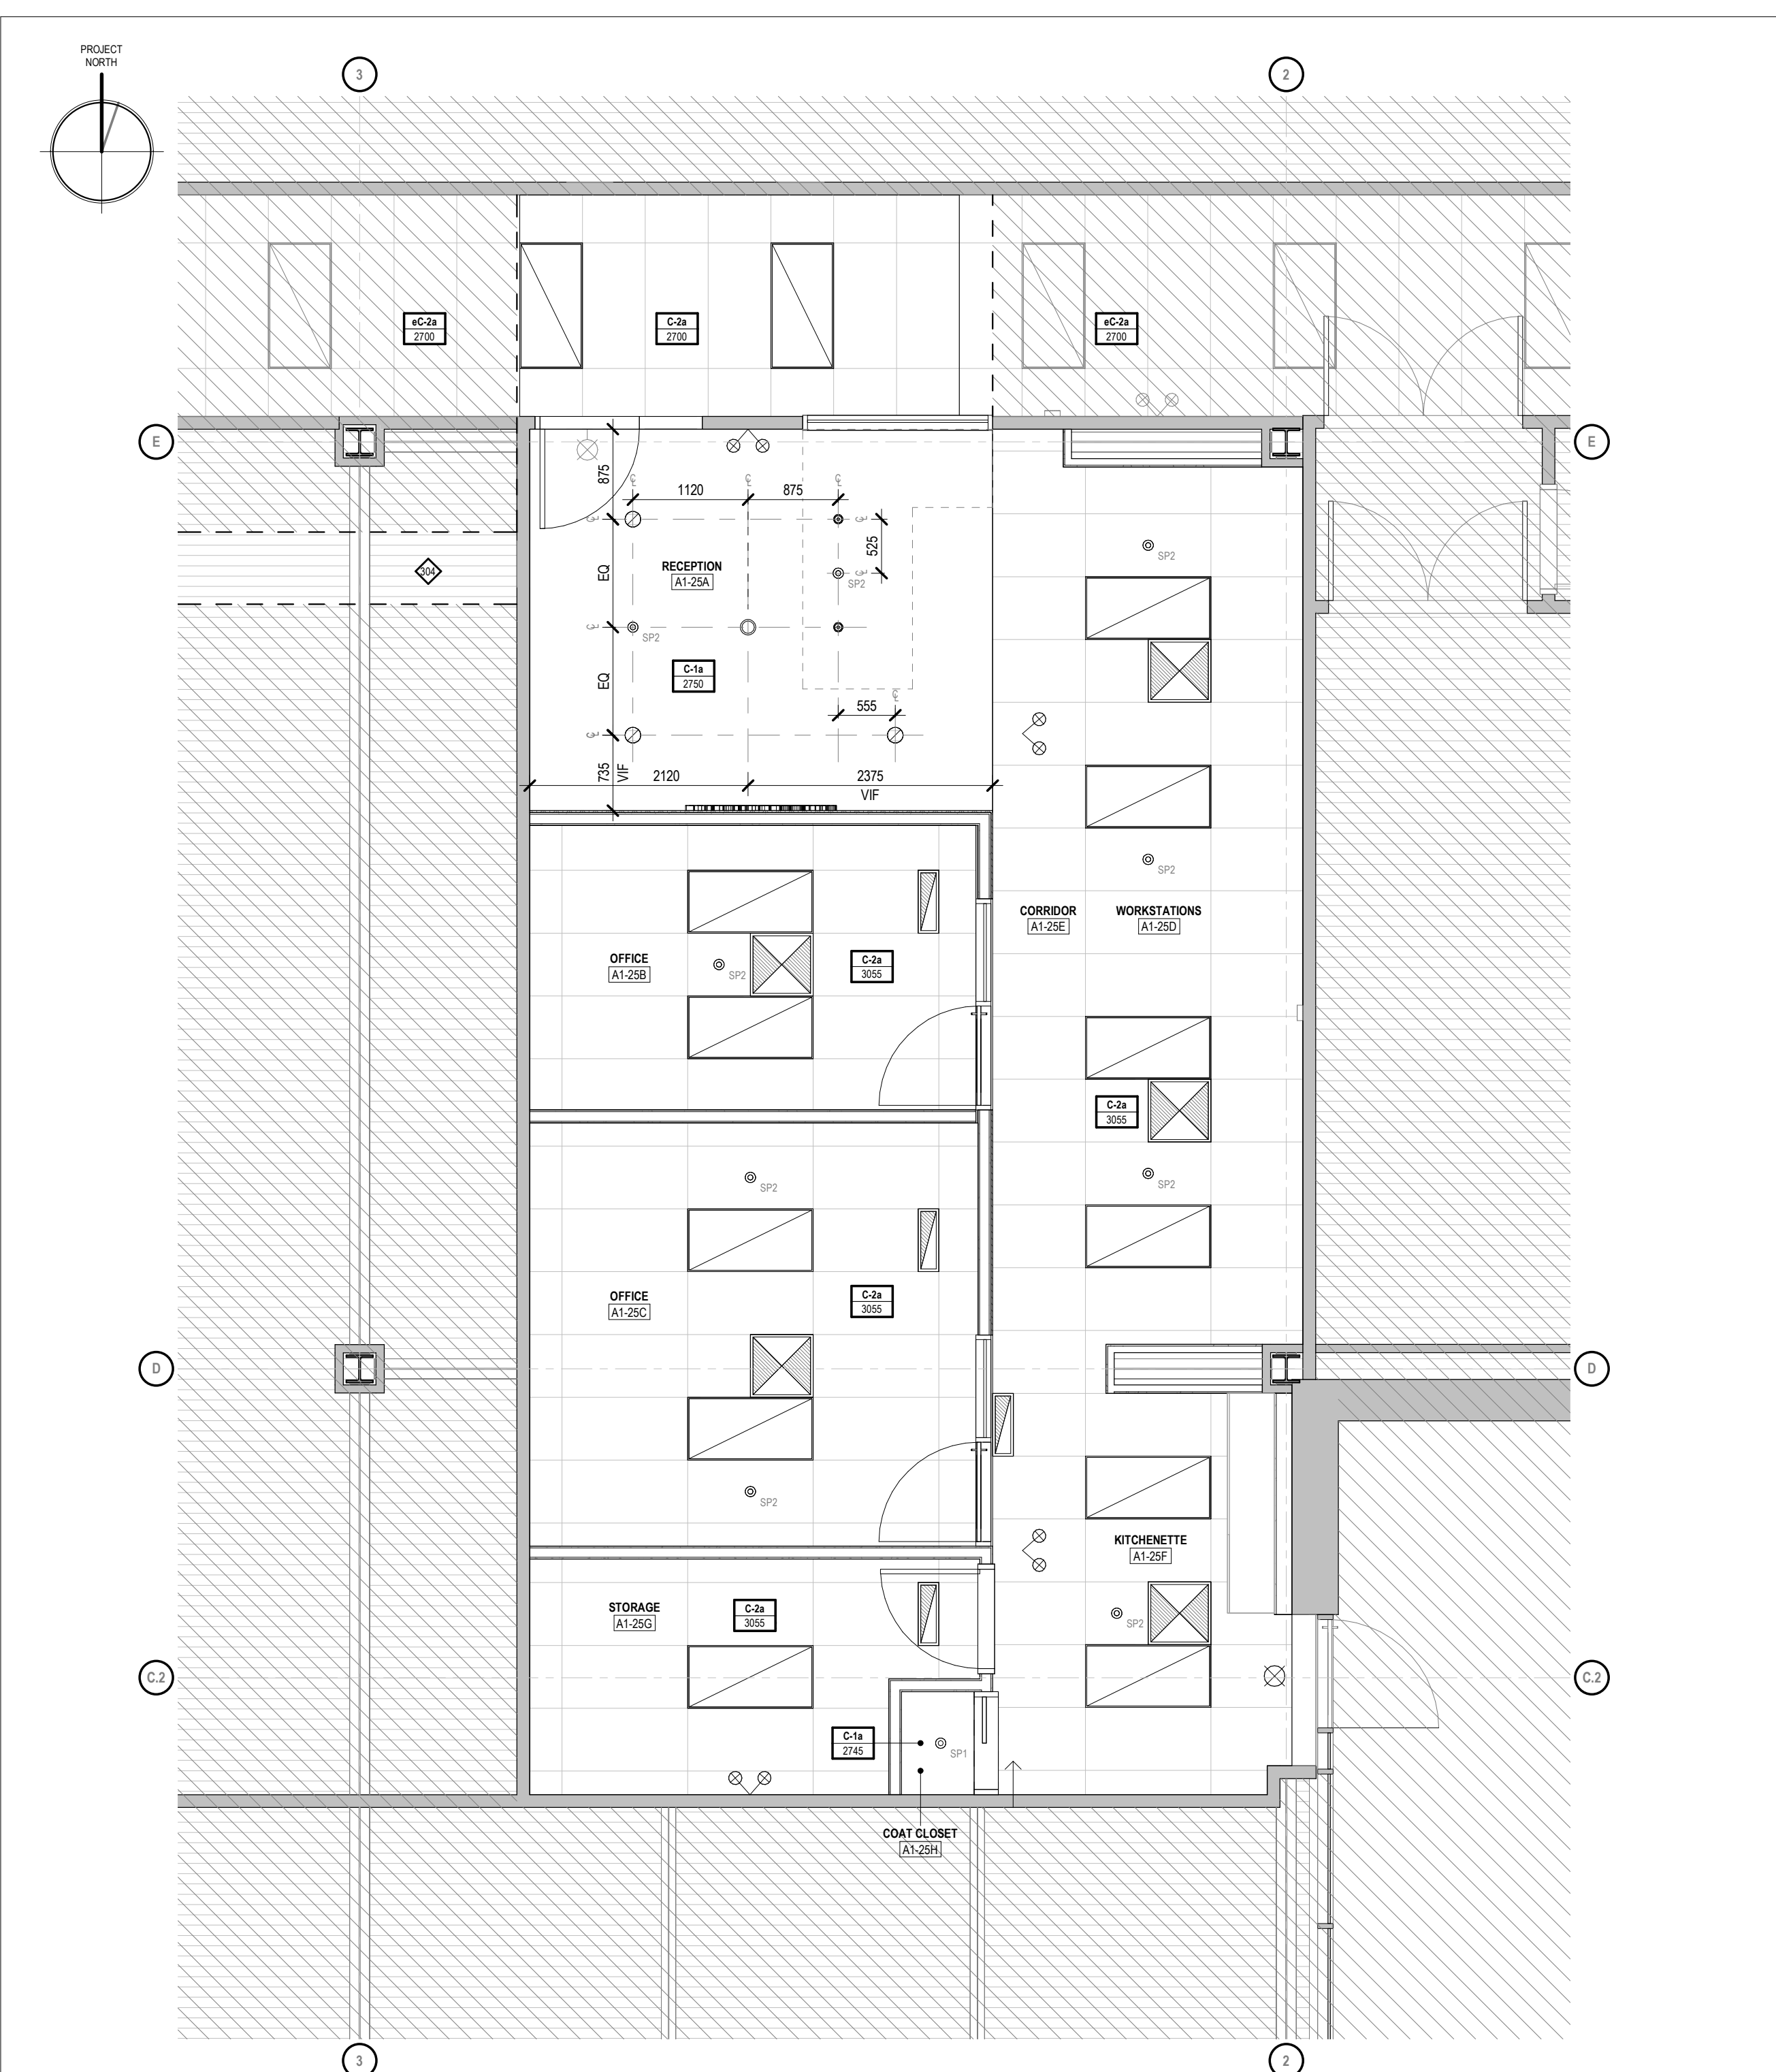 PROJECT
NORTH
3
2
eC-2a
2700
C-2a
2700
eC-2a
2700
E
E
875
1120
875
525
304
RECEPTION
A1-25A
EQ
SP2
SP2
SP2
C-1a
2750
EQ
555
735
VIF
2120
2375
VIF
SP2
CORRIDOR
A1-25E
WORKSTATIONS
A1-25D
OFFICE
A1-25B
SP2
C-2a
3055
C-2a
3055
SP2
SP2
OFFICE
A1-25C
C-2a
3055
D
D
SP2
KITCHENETTE
A1-25F
STORAGE
A1-25G
C-2a
3055
SP2
C.2
C.2
C-1a
2745
SP1
COAT CLOSET
A1-25H
3
2